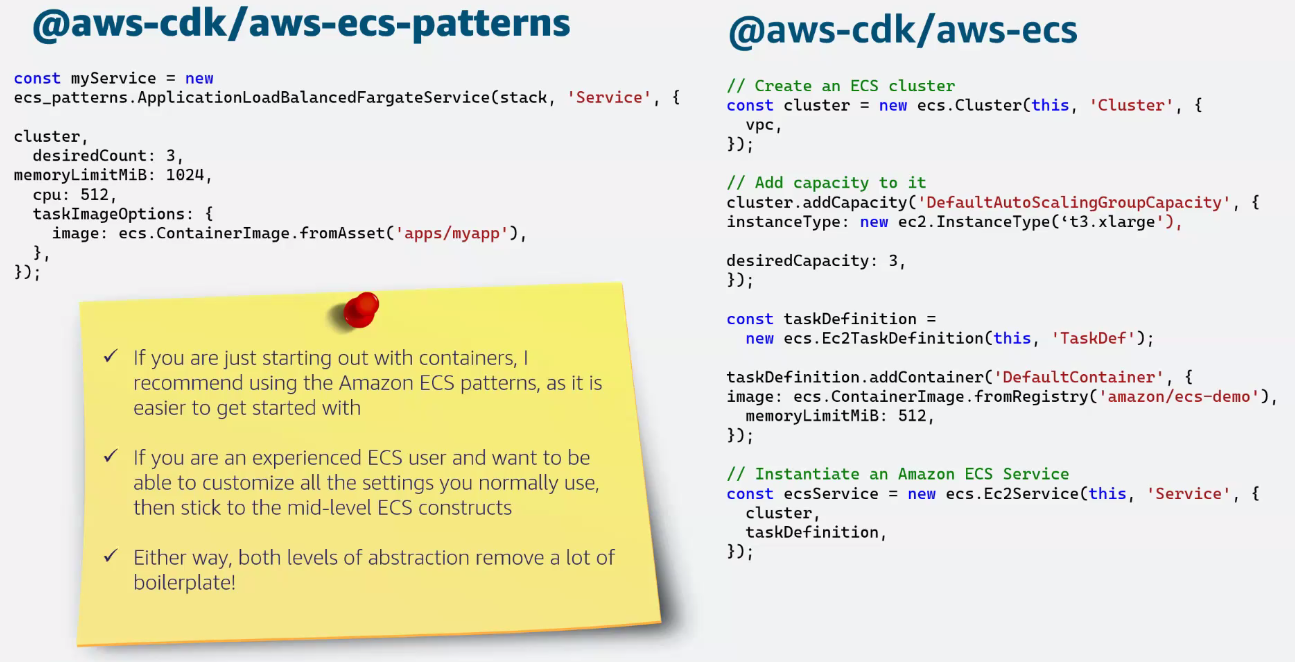 @aws-cdk/aws-ecs-patterns
const myService = new
ecs_patterns.ApplicationLoadBalancedFargateService(stack, 'Service', {
cluster,
desiredCount: 3,
memoryLimitMiB: 1024,
cpu: 512,
taskImageOptions: {
image: ecs.ContainerImage.fromAsset('apps/myapp'),
},
});
✓ If you are just starting out with containers, I
recommend using the Amazon ECS patterns, as it is
easier to get started with
✓ If you are an experienced ECS user and want to be
able to customize all the settings you normally use,
then stick to the mid-level ECS constructs
✓ Either way, both levels of abstraction remove a lot of
boilerplate!
@aws-cdk/aws-ecs
// Create an ECS cluster
const cluster = new ecs.Cluster(this, 'Cluster', {
vpc,
});
// Add capacity to it
cluster.addCapacity('DefaultAutoScalingGroupCapacity', {
instanceType: new ec2.InstanceType(‘t3.xlarge'),
desiredCapacity: 3,
});
const taskDefinition =
new ecs.Ec2TaskDefinition(this, 'TaskDef');
taskDefinition.addContainer('DefaultContainer', {
image: ecs.ContainerImage.fromRegistry('amazon/ecs-demo'),
memoryLimitMiB: 512,
});
// Instantiate an Amazon ECS Service
const ecsService = new ecs.Ec2Service(this, 'Service', {
cluster,
taskDefinition,
});